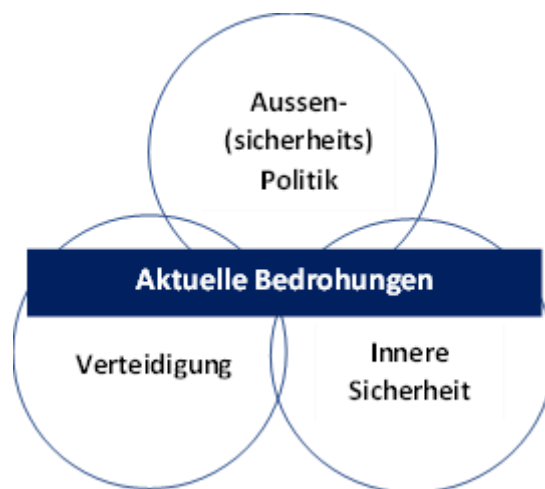 Aussen-
(sicherheits)
Politik
Aktuelle Bedrohungen
Verteidigung
Innere
Sicherheit